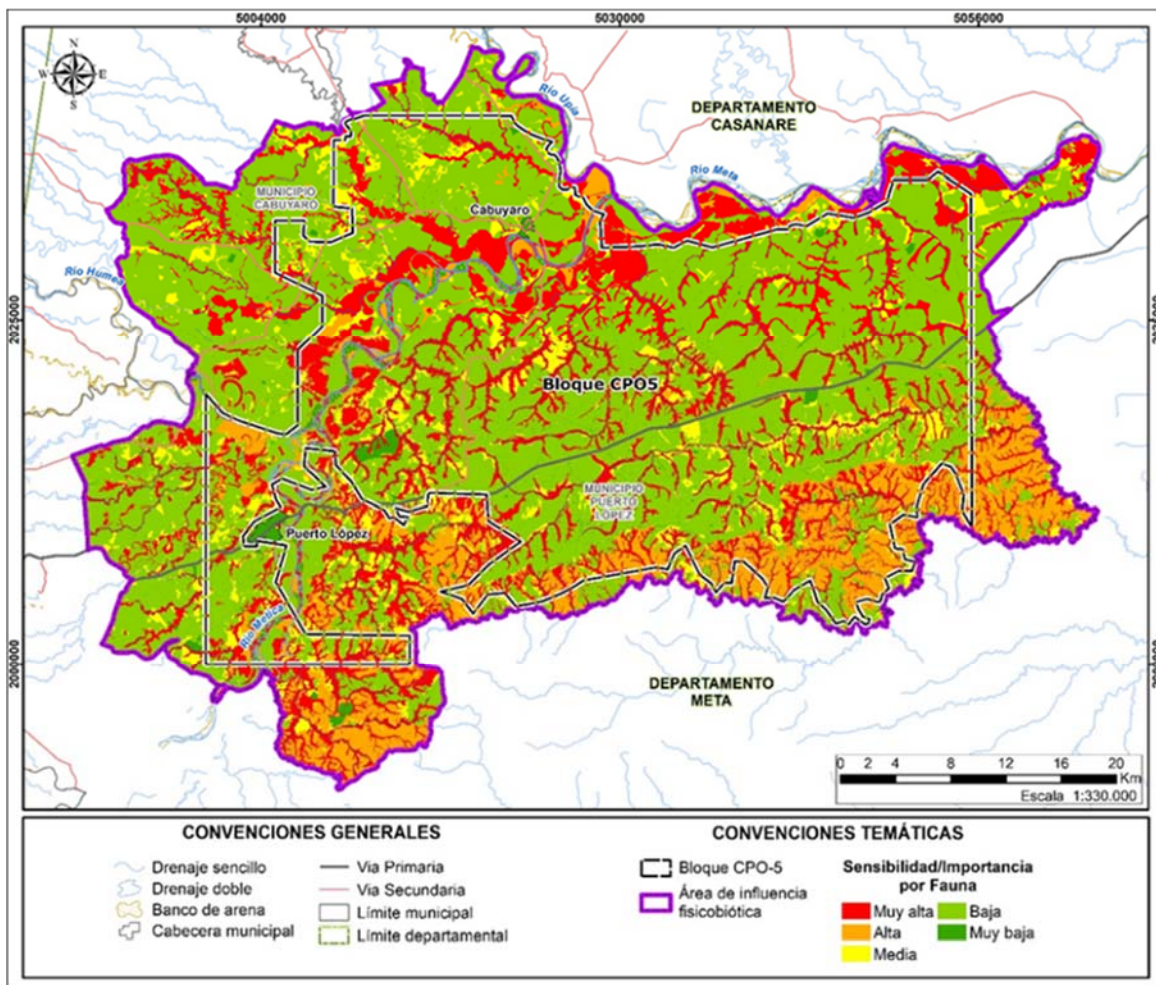 5004000
5030000
5056000
N
W
E
S
Río Upía
DEPARTAMENTO
CASANARE
Río Meta
MUNICIPIO
CABUYARO
Cabuyaro
Río Humea
2025000
Bloque CPO5
MUNICIPIO
PUERTO
LÓPEZ
Puerto López
Río Metica
2000000
DEPARTAMENTO
META
0 2 4 8 12 16 20
Km
Escala 1:330.000
CONVENCIONES GENERALES
Drenaje sencillo
Drenaje doble
Banco de arena
Cabecera municipal
Via Primaria
Via Secundaria
Límite municipal
Límite departamental
CONVENCIONES TEMÁTICAS
Bloque CPO-5
Área de influencia
fisicobiótica
Sensibilidad/Importancia
por Fauna
Muy alta
Alta
Media
Baja
Muy baja